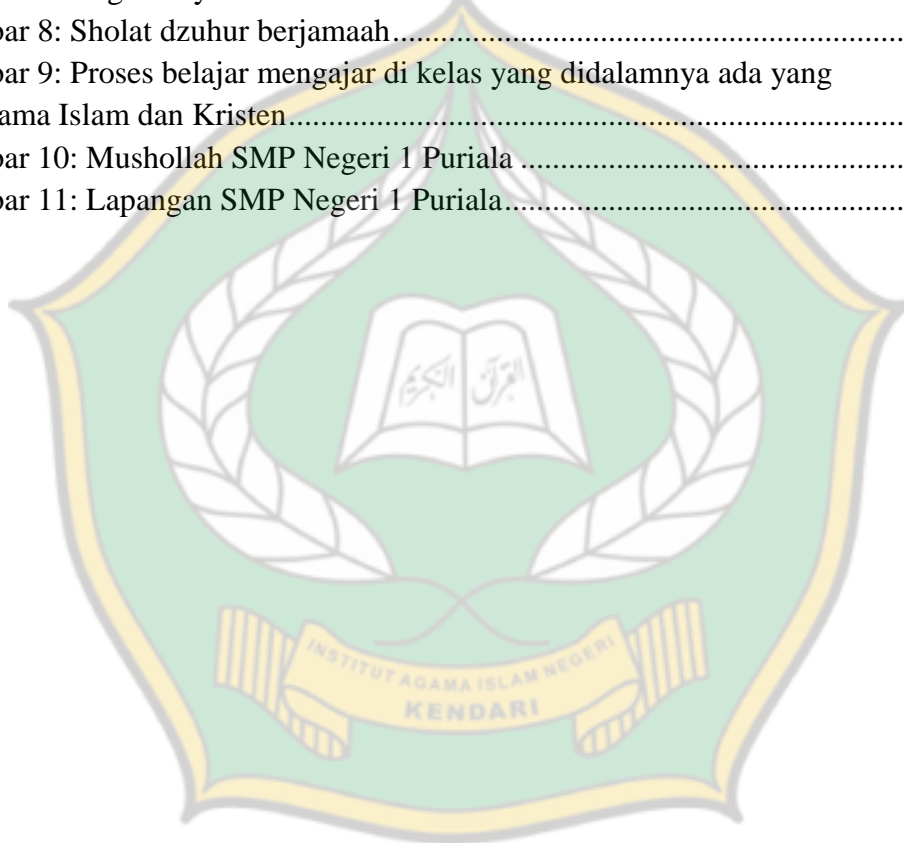 bar 8: Sholat dzuhur berjamaah
bar 9: Proses belajar mengajar di kelas yang didalamnya ada yang
ama Islam dan Kristen
bar 10: Mushollah SMP Negeri 1 Puriala
bar 11: Lapangan SMP Negeri 1 Puriala
القرآن الكريم
INSTITUT AGAMA ISLAM NEGERI
KENDARI